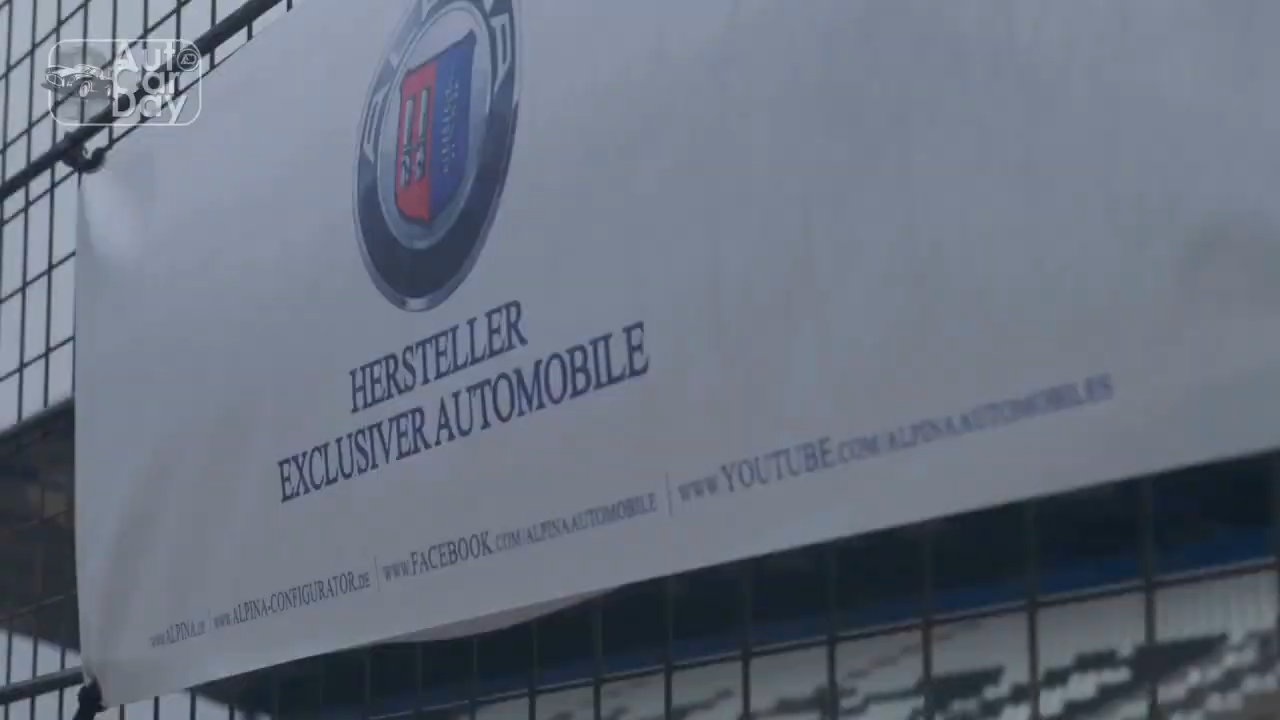 Auto
Car
Day
ALPINA
HERSTELLER
EXCLUSIVER AUTOMOBILE
www.ALPINA.DE | www.ALPINA-CONFIGURATOR.DE | www.FACEBOOK.COM/ALPINAAUTOMOBILE | www.YOUTUBE.COM/ALPINAAUTOMOBILES